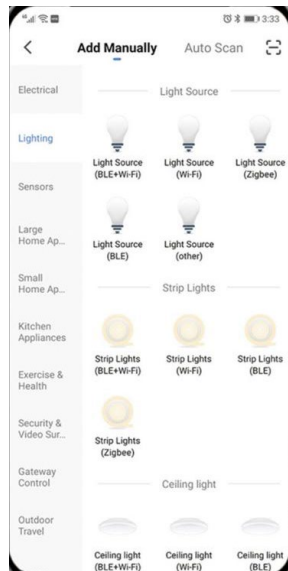 3:33
Add Manually Auto Scan
Electrical
Lighting
Sensors
Large
Home Ap...
Small
Home Ap...
Kitchen
Appliances
Exercise &
Health
Security &
Video Sur...
Gateway
Control
Outdoor
Travel
Light Source
Light Source Light Source Light Source
(BLE+Wi-Fi) (Wi-Fi) (Zigbee)
Light Source Light Source
(BLE) (other)
Strip Lights
Strip Lights Strip Lights Strip Lights
(BLE+Wi-Fi) (Wi-Fi) (BLE)
Strip Lights
(Zigbee)
Ceiling light
Ceiling light Ceiling light Ceiling light
(BLE+Wi-Fi) (Wi-Fi) (BLE)